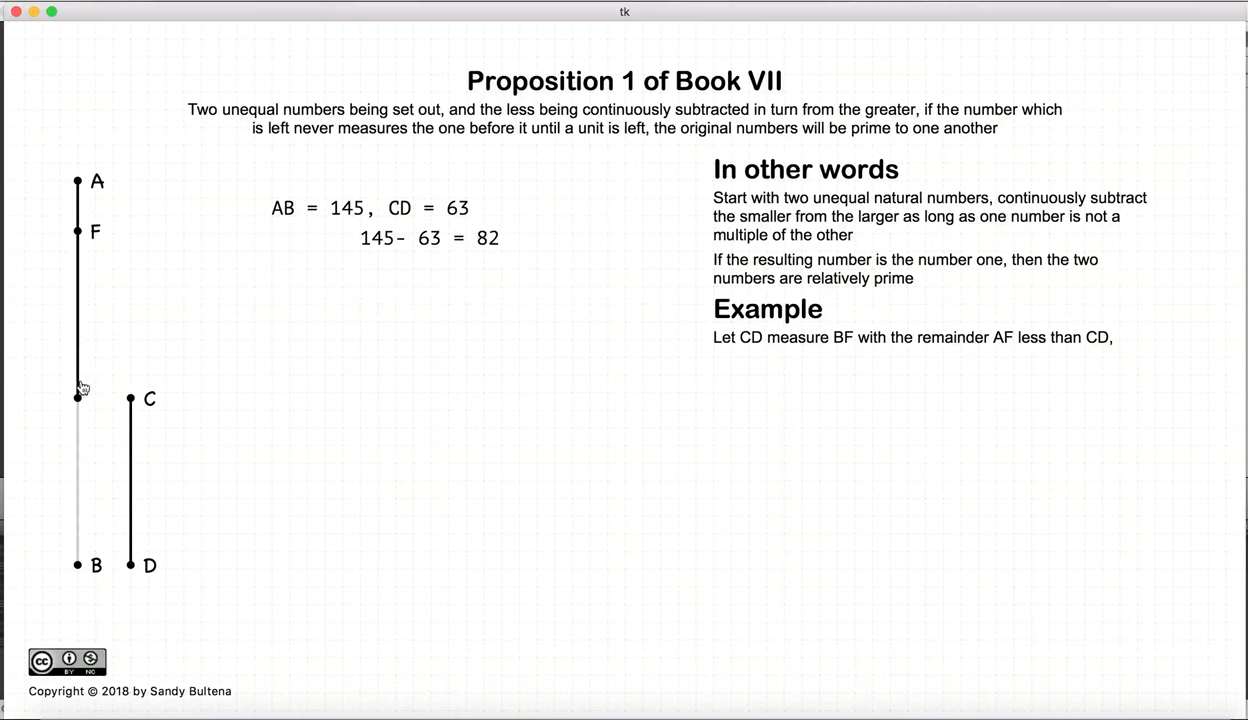 tk
Proposition 1 of Book VII
Two unequal numbers being set out, and the less being continuously subtracted in turn from the greater, if the number which
is left never measures the one before it until a unit is left, the original numbers will be prime to one another
In other words
Start with two unequal natural numbers, continuously subtract
the smaller from the larger as long as one number is not a
multiple of the other
If the resulting number is the number one, then the two
numbers are relatively prime
Example
Let CD measure BF with the remainder AF less than CD,
AB = 145, CD = 63
145- 63 = 82
A
F
C
B
D
cc
BY NC
Copyright © 2018 by Sandy Bultena